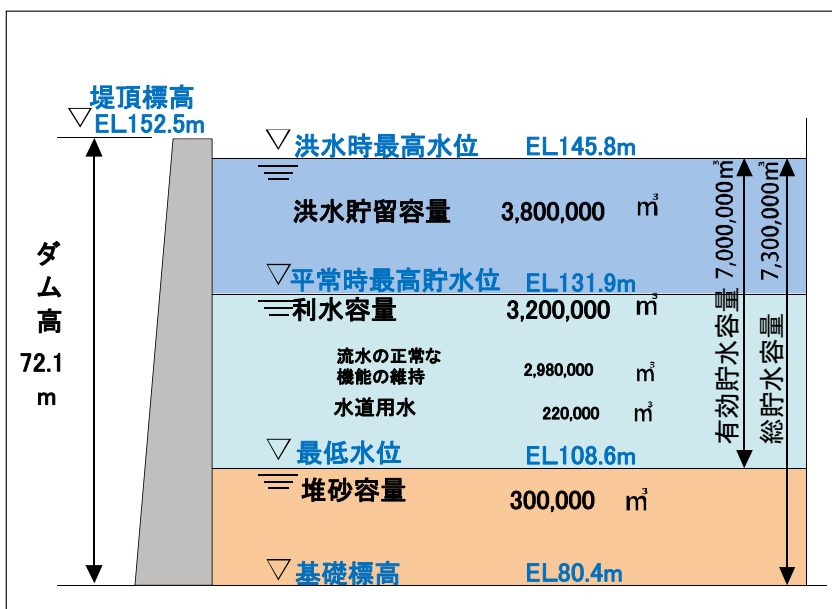 堤頂標高
▽EL152.5m
▽洪水時最高水位 EL145.8m
洪水貯留容量 3,800,000 ㎥
▽平常時最高貯水位 EL131.9m
利水容量 3,200,000 ㎥
流水の正常な
機能の維持 2,980,000 ㎥
水道用水 220,000 ㎥
▽最低水位 EL108.6m
堆砂容量 300,000 ㎥
▽基礎標高 EL80.4m
ダム高
72.1
m
有効貯水容量 7,000,000㎥
総貯水容量 7,300,000㎥